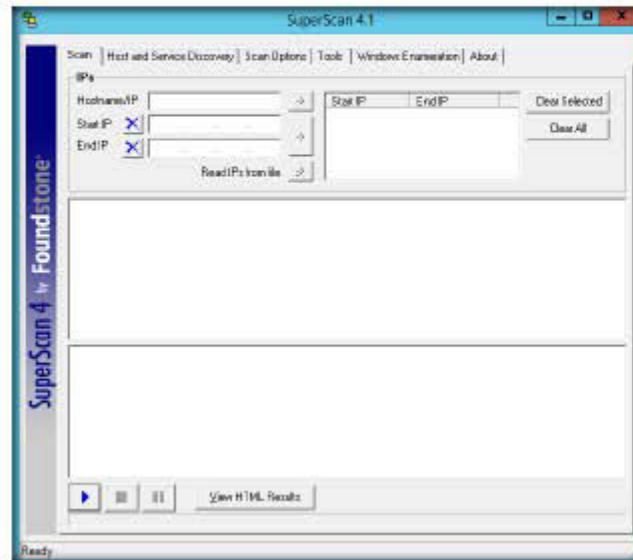 SuperScan 4.1
Scan Host and Service Discovery Scan Options Tools Windows Enumeration About
IPs
Hostname/IP
Start IP X
End IP X
Read IPs from file
Start IP End IP
Clear Selected
Clear All
SuperScan 4 by Foundstone
View HTML Results
Ready